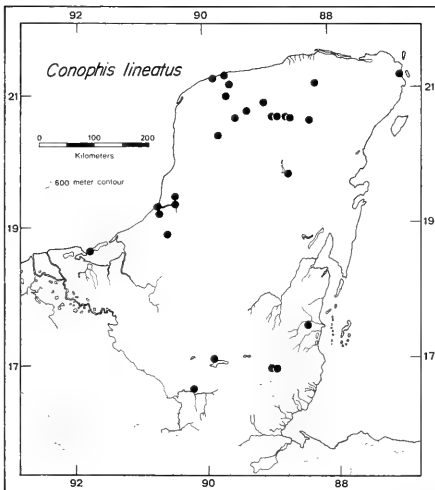 90 88
Conophis lineatus
21 21
0 100 200
Kilometers
600 meter contour
19 19
17 17
92 90 88